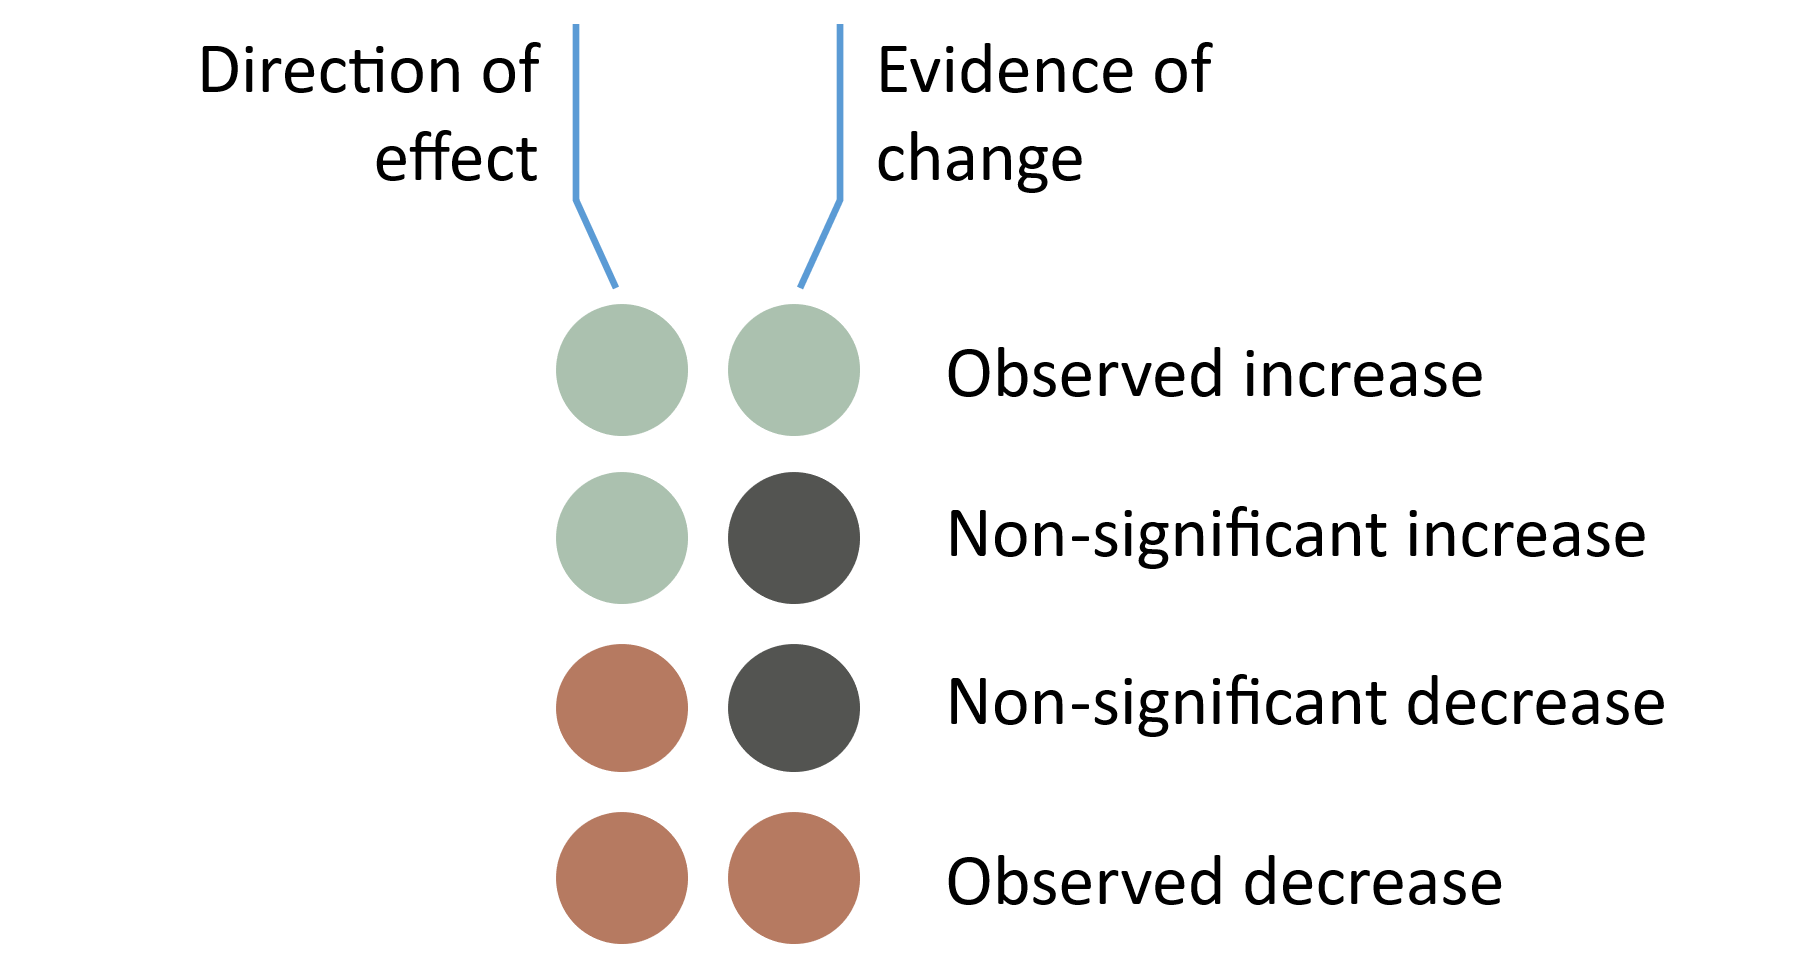 Direction of
effect
Evidence of
change
Observed increase
Non-significant increase
Non-significant decrease
Observed decrease